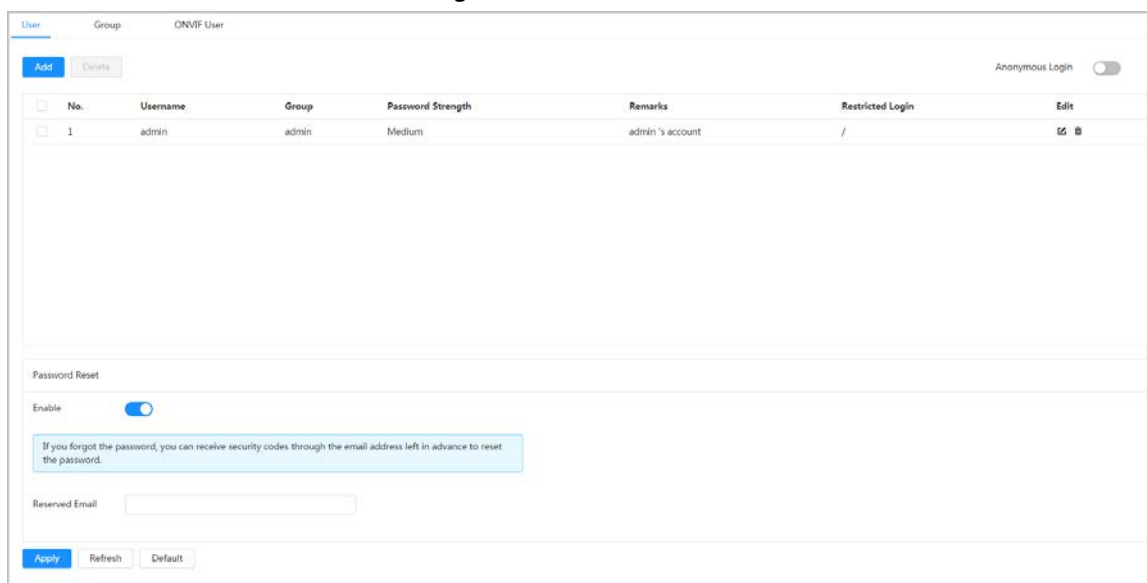 User Group ONVIF User
Add Delete Anonymous Login
No. Username Group Password Strength Remarks Restricted Login Edit
1 admin admin Medium admin 's account /
Password Reset
Enable
If you forgot the password, you can receive security codes through the email address left in advance to reset
the password.
Reserved Email
Apply Refresh Default